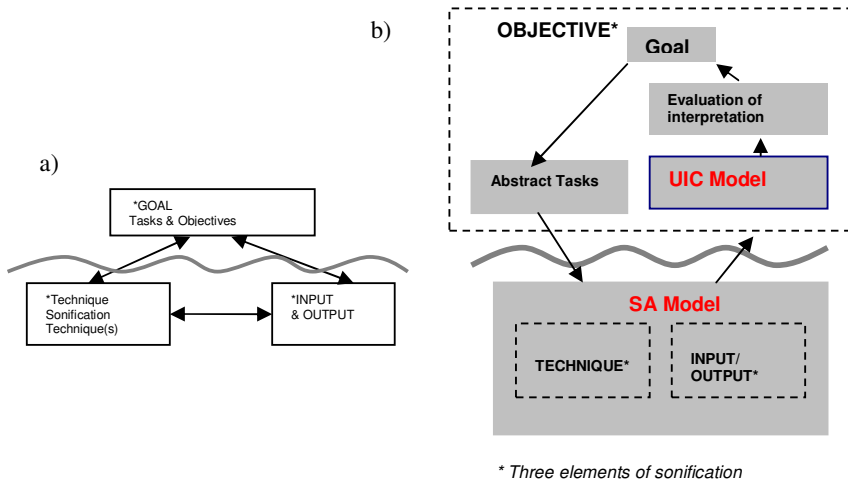 a)
*GOAL
Tasks & Objectives
*Technique
Sonification
Technique(s)
*INPUT
& OUTPUT
b)
OBJECTIVE*
Goal
Evaluation of
interpretation
Abstract Tasks
UIC Model
SA Model
TECHNIQUE*
INPUT/
OUTPUT*
* Three elements of sonification